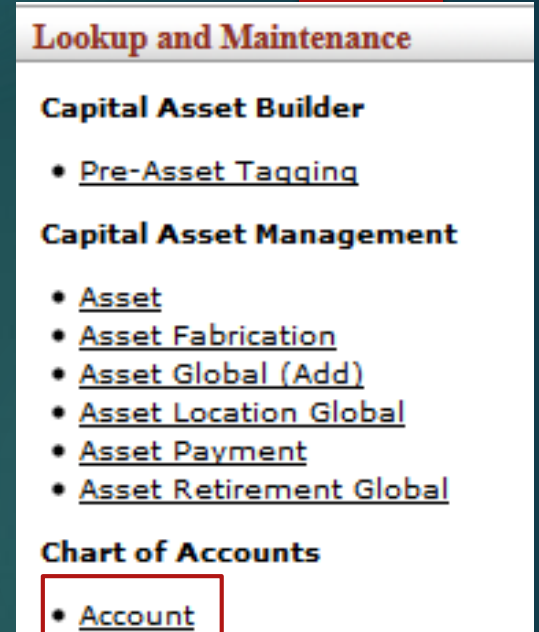 Lookup and Maintenance
Capital Asset Builder
• Pre-Asset Tagging
Capital Asset Management
• Asset
• Asset Fabrication
• Asset Global (Add)
• Asset Location Global
• Asset Payment
• Asset Retirement Global
Chart of Accounts
• Account